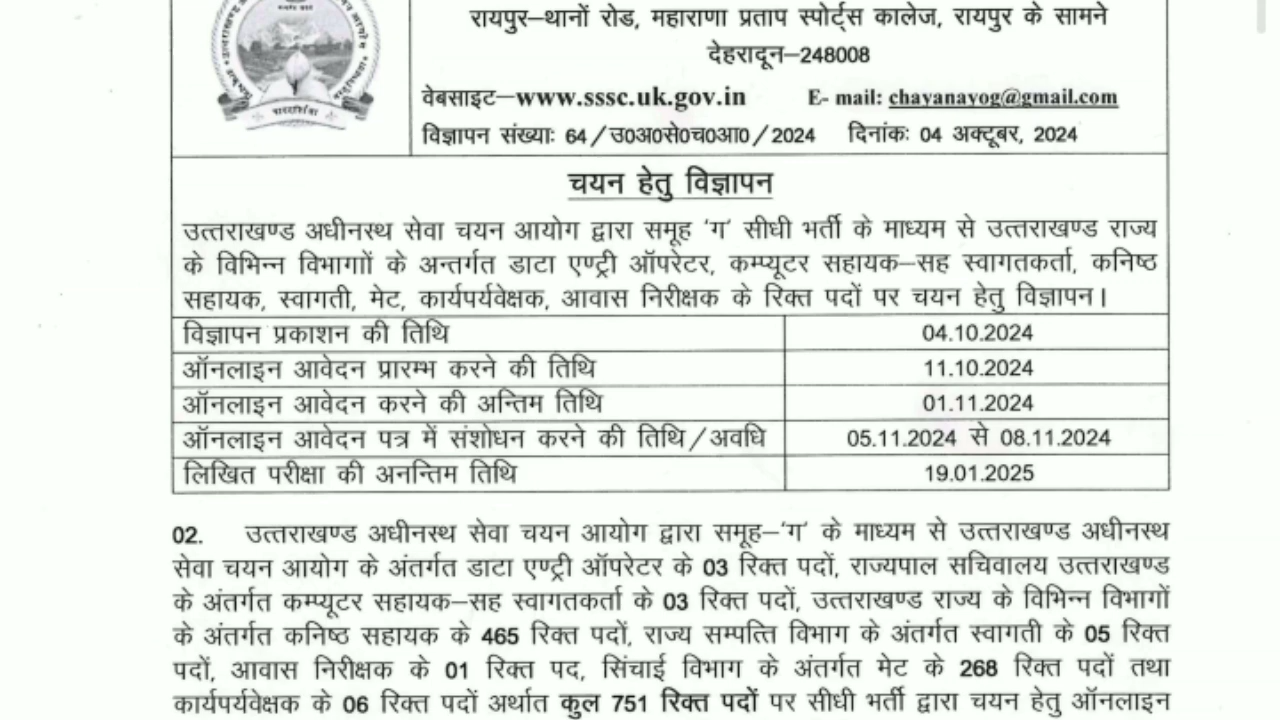 रायपुर–थानों रोड, महाराणा प्रताप स्पोर्ट्स कालेज, रायपुर के सामने
देहरादून–248008
वेबसाइट–www.sssc.uk.gov.in E- mail: chayanayog@gmail.com
विज्ञापन संख्याः 64/उ0अ0से0च0आ0/2024 दिनांकः 04 अक्टूबर, 2024
चयन हेतु विज्ञापन
उत्तराखण्ड अधीनस्थ सेवा चयन आयोग द्वारा समूह 'ग' सीधी भर्ती के माध्यम से उत्तराखण्ड राज्य
के विभिन्न विभागाों के अन्तर्गत डाटा एण्ट्री ऑपरेटर, कम्प्यूटर सहायक–सह स्वागतकर्ता, कनिष्ठ
सहायक, स्वागती, मेट, कार्यपर्यवेक्षक, आवास निरीक्षक के रिक्त पदों पर चयन हेतु विज्ञापन।
विज्ञापन प्रकाशन की तिथि 04.10.2024
ऑनलाइन आवेदन प्रारम्भ करने की तिथि 11.10.2024
ऑनलाइन आवेदन करने की अन्तिम तिथि 01.11.2024
ऑनलाइन आवेदन पत्र में संशोधन करने की तिथि/अवधि 05.11.2024 से 08.11.2024
लिखित परीक्षा की अनन्तिम तिथि 19.01.2025
02. उत्तराखण्ड अधीनस्थ सेवा चयन आयोग द्वारा समूह–'ग' के माध्यम से उत्तराखण्ड अधीनस्थ
सेवा चयन आयोग के अंतर्गत डाटा एण्ट्री ऑपरेटर के 03 रिक्त पदों, राज्यपाल सचिवालय उत्तराखण्ड
के अंतर्गत कम्प्यूटर सहायक–सह स्वागतकर्ता के 03 रिक्त पदों, उत्तराखण्ड राज्य के विभिन्न विभागों
के अंतर्गत कनिष्ठ सहायक के 465 रिक्त पदों, राज्य सम्पत्ति विभाग के अंतर्गत स्वागती के 05 रिक्त
पदों, आवास निरीक्षक के 01 रिक्त पद, सिंचाई विभाग के अंतर्गत मेट के 268 रिक्त पदों तथा
कार्यपर्यवेक्षक के 06 रिक्त पदों अर्थात कुल 751 रिक्त पदों पर सीधी भर्ती द्वारा चयन हेतु ऑनलाइन